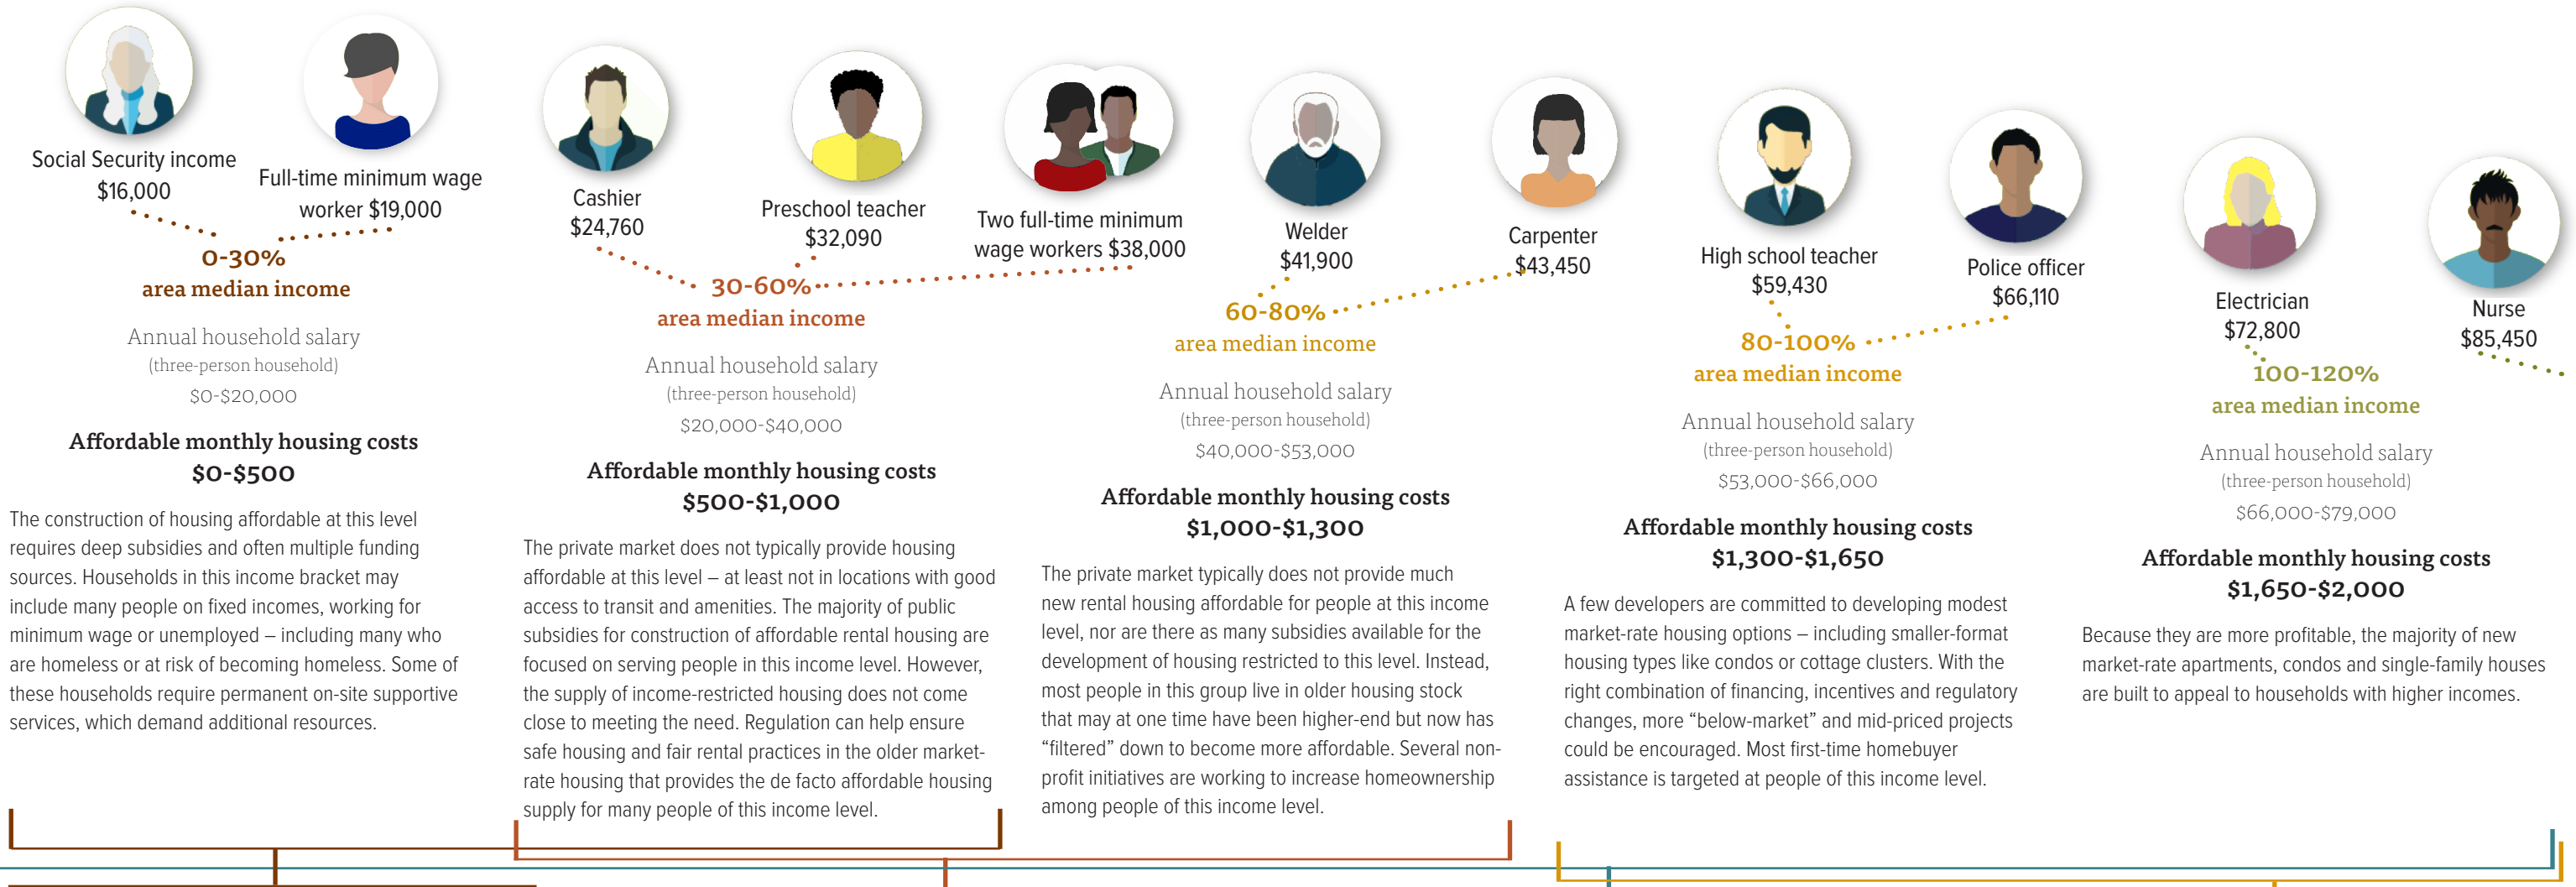 Social Security income
$16,000
Full-time minimum wage
worker $19,000
0-30%
area median income
Annual household salary
(three-person household)
$0-$20,000
Affordable monthly housing costs
$0-$500
The construction of housing affordable at this level
requires deep subsidies and often multiple funding
sources. Households in this income bracket may
include many people on fixed incomes, working for
minimum wage or unemployed – including many who
are homeless or at risk of becoming homeless. Some of
these households require permanent on-site supportive
services, which demand additional resources.
Cashier
$24,760
Preschool teacher
$32,090
Two full-time minimum
wage workers $38,000
30-60%
area median income
Annual household salary
(three-person household)
$20,000-$40,000
Affordable monthly housing costs
$500-$1,000
The private market does not typically provide housing
affordable at this level – at least not in locations with good
access to transit and amenities. The majority of public
subsidies for construction of affordable rental housing are
focused on serving people in this income level. However,
the supply of income-restricted housing does not come
close to meeting the need. Regulation can help ensure
safe housing and fair rental practices in the older market-
rate housing that provides the de facto affordable housing
supply for many people of this income level.
Welder
$41,900
Carpenter
$43,450
60-80%
area median income
Annual household salary
(three-person household)
$40,000-$53,000
Affordable monthly housing costs
$1,000-$1,300
The private market typically does not provide much
new rental housing affordable for people at this income
level, nor are there as many subsidies available for the
development of housing restricted to this level. Instead,
most people in this group live in older housing stock
that may at one time have been higher-end but now has
“filtered” down to become more affordable. Several non-
profit initiatives are working to increase homeownership
among people of this income level.
High school teacher
$59,430
Police officer
$66,110
80-100%
area median income
Annual household salary
(three-person household)
$53,000-$66,000
Affordable monthly housing costs
$1,300-$1,650
A few developers are committed to developing modest
market-rate housing options – including smaller-format
housing types like condos or cottage clusters. With the
right combination of financing, incentives and regulatory
changes, more “below-market” and mid-priced projects
could be encouraged. Most first-time homebuyer
assistance is targeted at people of this income level.
Electrician
$72,800
Nurse
$85,450
100-120%
area median income
Annual household salary
(three-person household)
$66,000-$79,000
Affordable monthly housing costs
$1,650-$2,000
Because they are more profitable, the majority of new
market-rate apartments, condos and single-family houses
are built to appeal to households with higher incomes.